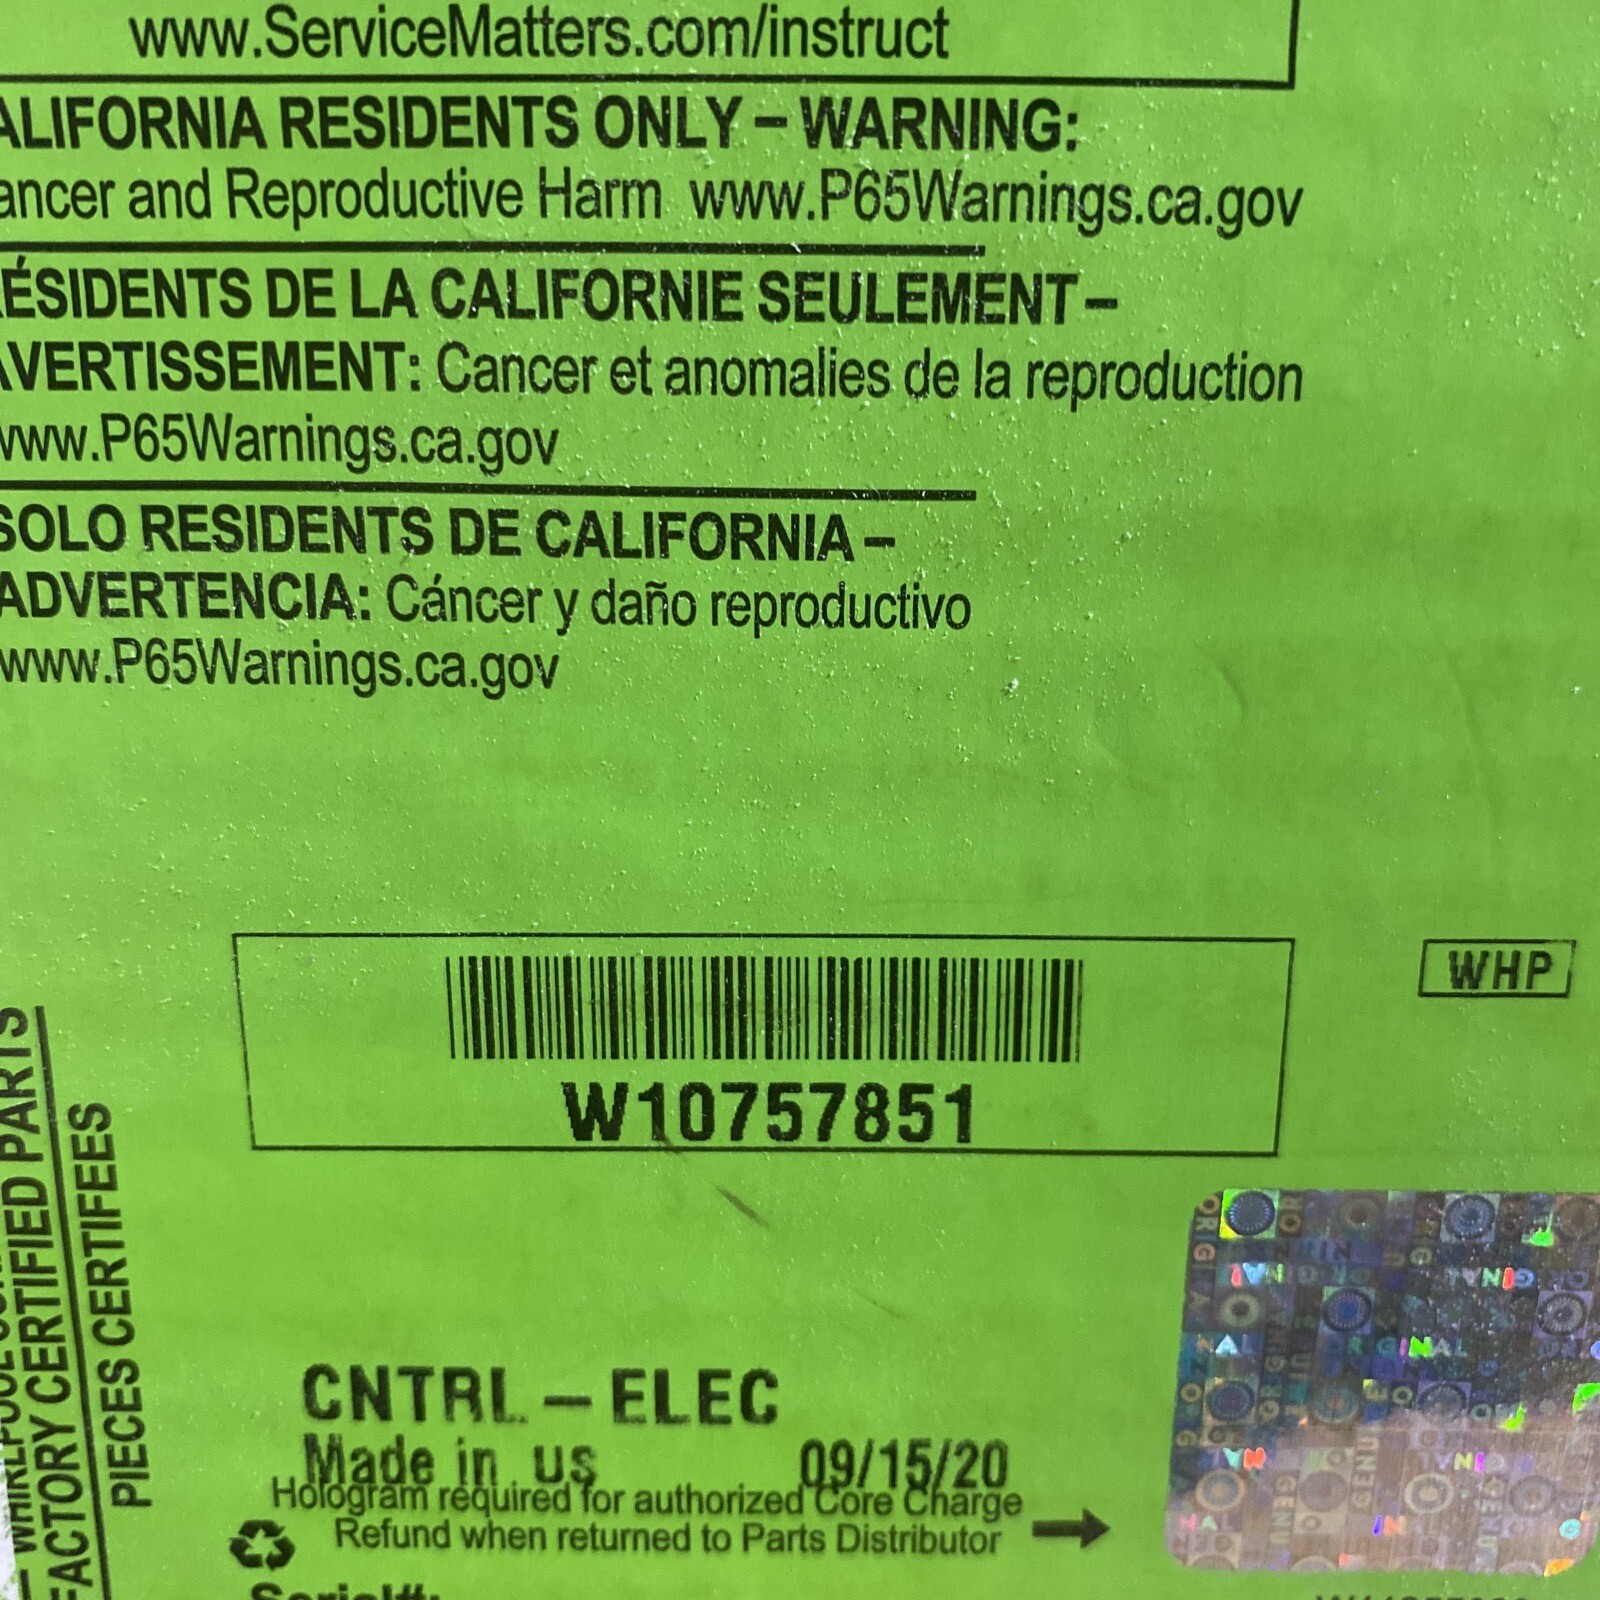 www.ServiceMatters.com/instruct
ALIFORNIA RESIDENTS ONLY – WARNING:
ancer and Reproductive Harm www.P65Warnings.ca.gov
ÉSIDENTS DE LA CALIFORNIE SEULEMENT –
AVERTISSEMENT: Cancer et anomalies de la reproduction
www.P65Warnings.ca.gov
SOLO RESIDENTS DE CALIFORNIA –
ADVERTENCIA: Cáncer y daño reproductivo
www.P65Warnings.ca.gov
WHP
W10757851
FACTORY CERTIFIED PARTS
PIECES CERTIFEES
CNTRL – ELEC
Made in us 09/15/20
Hologram required for authorized Core Charge
Refund when returned to Parts Distributor
Serial#: